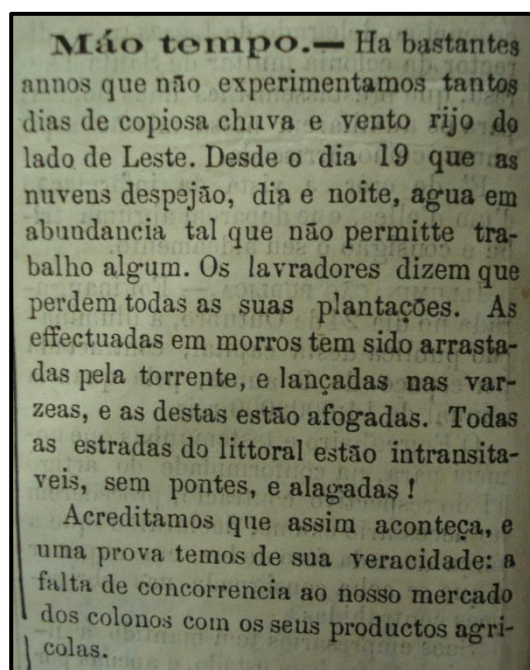 Máo tempo.— Ha bastantes
annos que não experimentamos tantos
dias de copiosa chuva e vento rijo do
lado de Leste. Desde o dia 19 que as
nuvens despejão, dia e noite, agua em
abundancia tal que não permitte tra-
balho algum. Os lavradores dizem que
perdem todas as suas plantações. As
effectuadas em morros tem sido arrasta-
das pela torrente, e lançadas nas var-
zeas, e as destas estão afogadas. Todas
as estradas do littoral estão intransita-
veis, sem pontes, e alagadas !
Acreditamos que assim aconteça, e
uma prova temos de sua veracidade: a
falta de concorrencia ao nosso mercado
dos colonos com os seus productos agri-
colas.